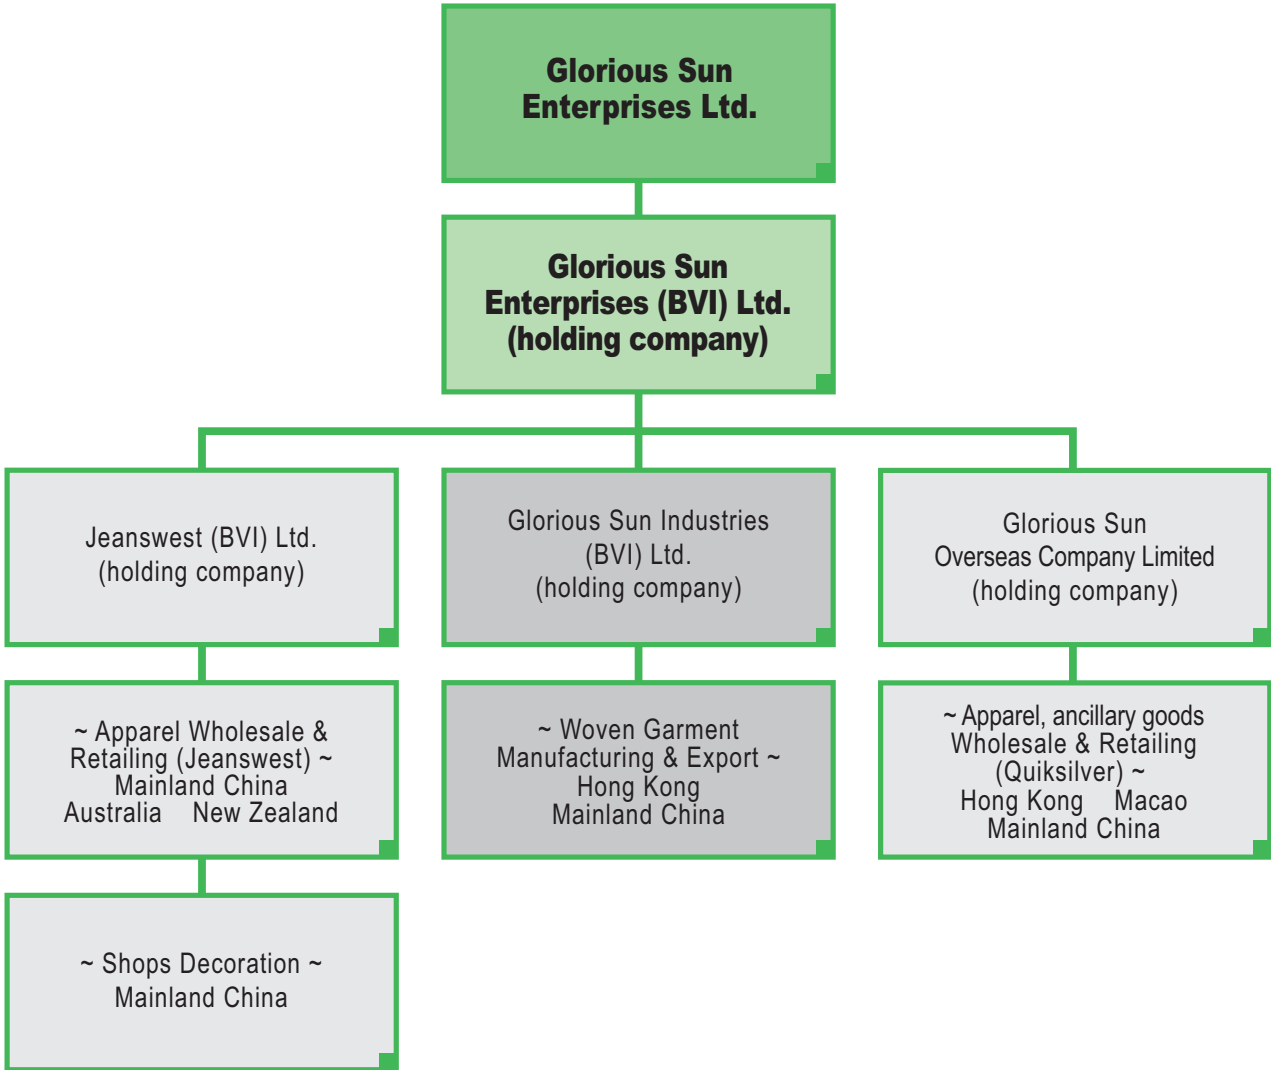 Glorious Sun
Enterprises Ltd.
Glorious Sun
Enterprises (BVI) Ltd.
(holding company)
Jeanswest (BVI) Ltd.
(holding company)
Glorious Sun Industries
(BVI) Ltd.
(holding company)
Glorious Sun
Overseas Company Limited
(holding company)
~ Apparel Wholesale &
Retailing (Jeanswest) ~
Mainland China
Australia New Zealand
~ Woven Garment
Manufacturing & Export ~
Hong Kong
Mainland China
~ Apparel, ancillary goods
Wholesale & Retailing
(Quiksilver) ~
Hong Kong Macao
Mainland China
~ Shops Decoration ~
Mainland China